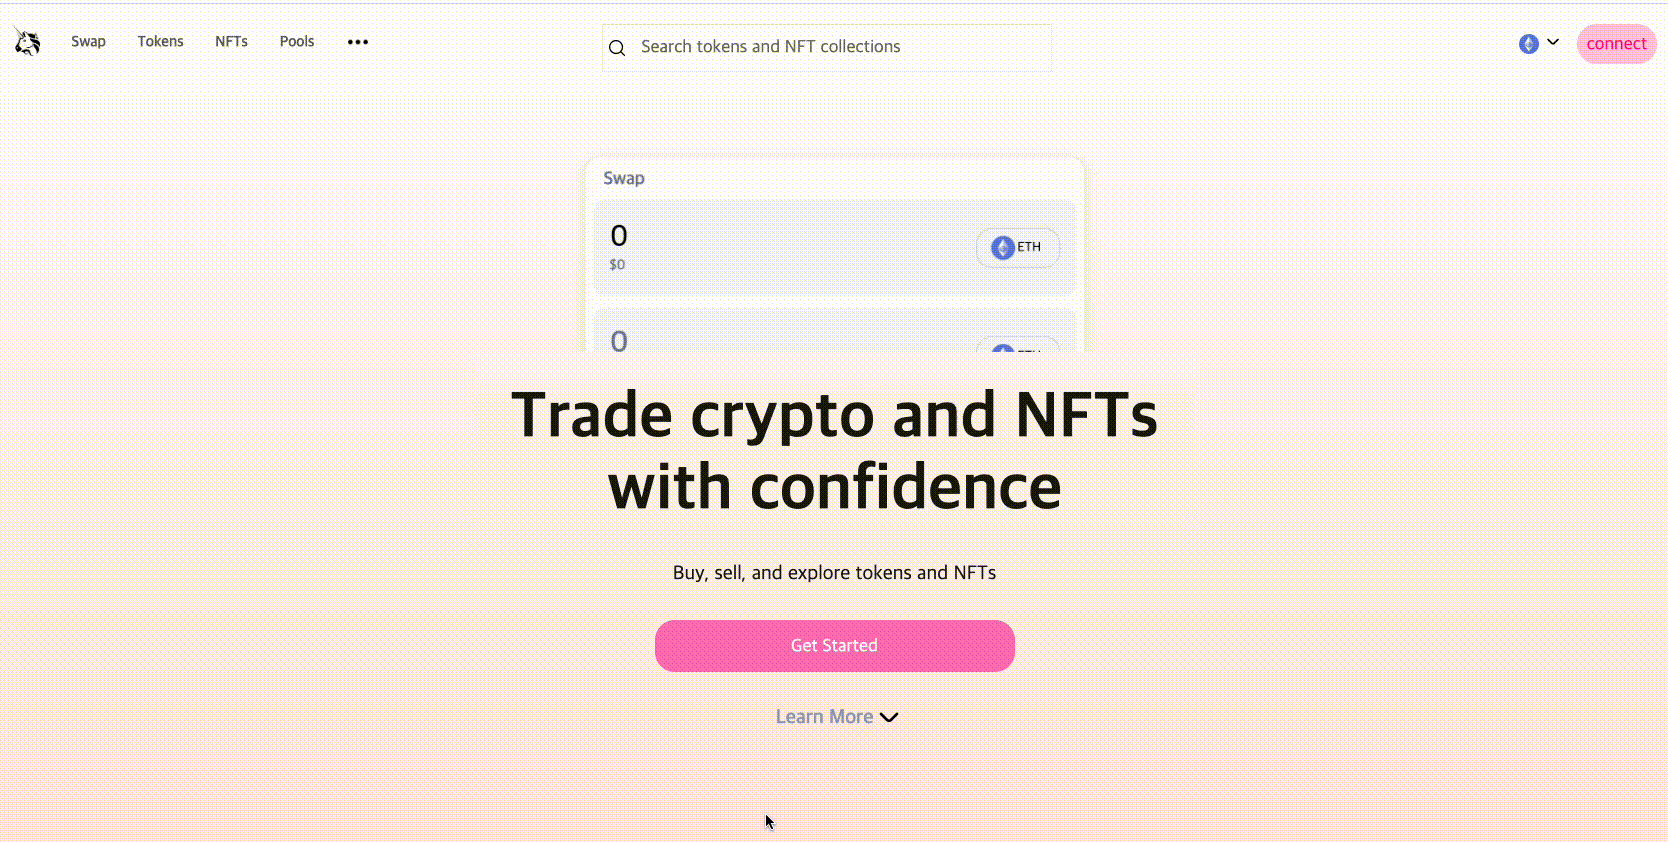 Swap Tokens NFTs Pools
Search tokens and NFT collections
connect
Swap
0
ETH
$0
0
Trade crypto and NFTs
with confidence
Buy, sell, and explore tokens and NFTs
Get Started
Learn More